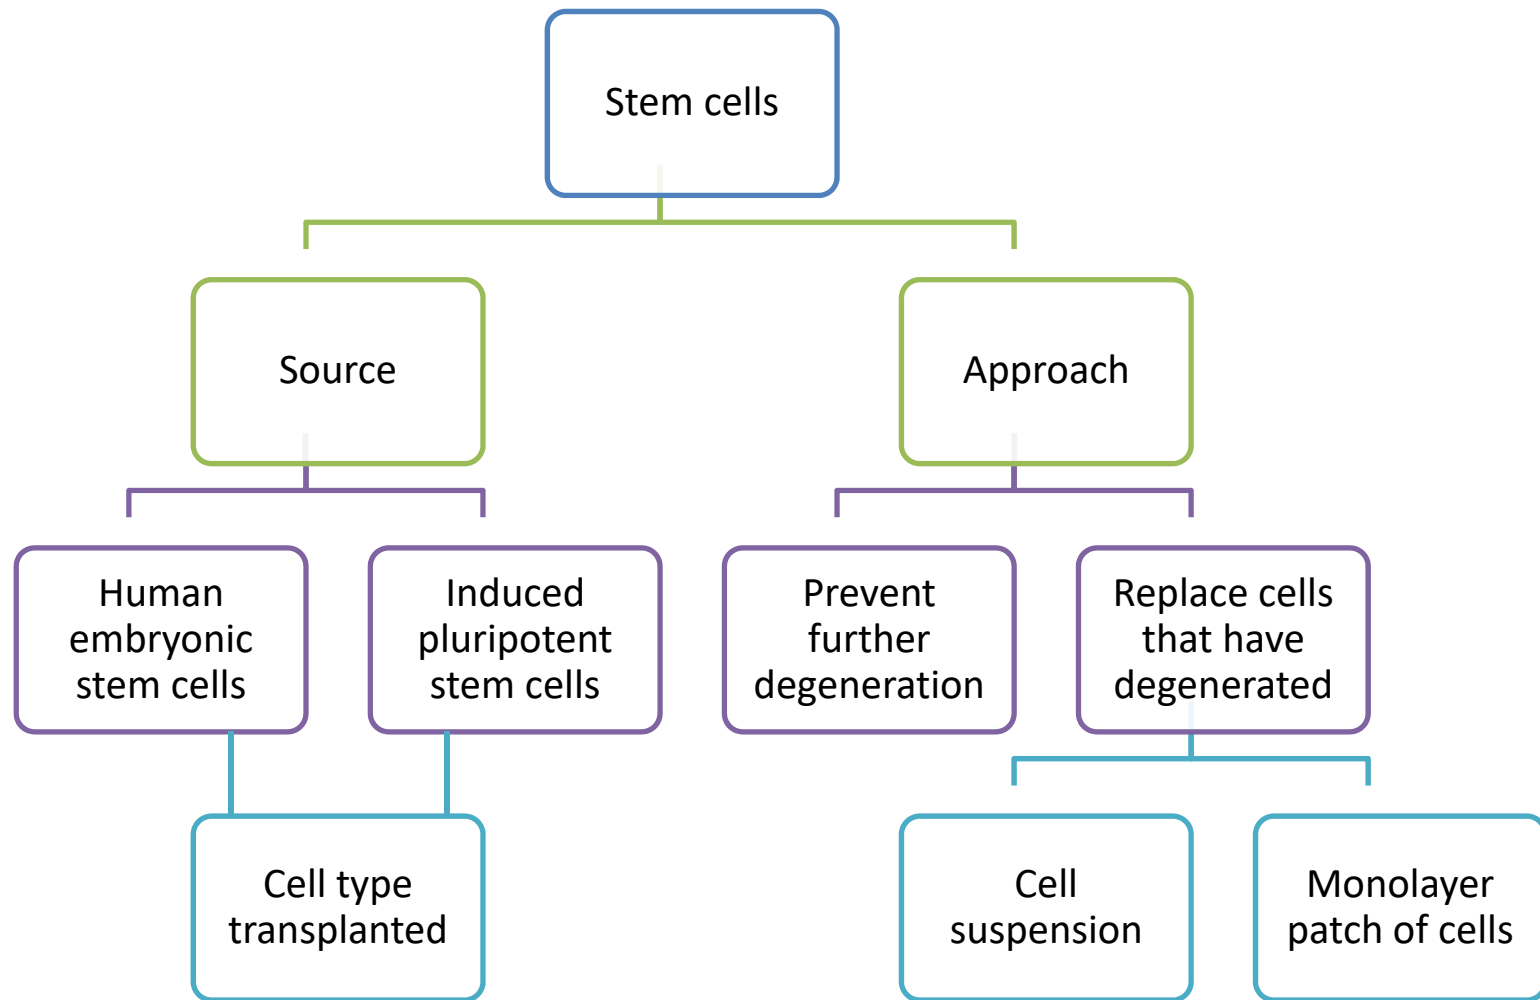 Stem cells
Source
Approach
Human
embryonic
stem cells
Induced
pluripotent
stem cells
Prevent
further
degeneration
Replace cells
that have
degenerated
Cell type
transplanted
Cell
suspension
Monolayer
patch of cells